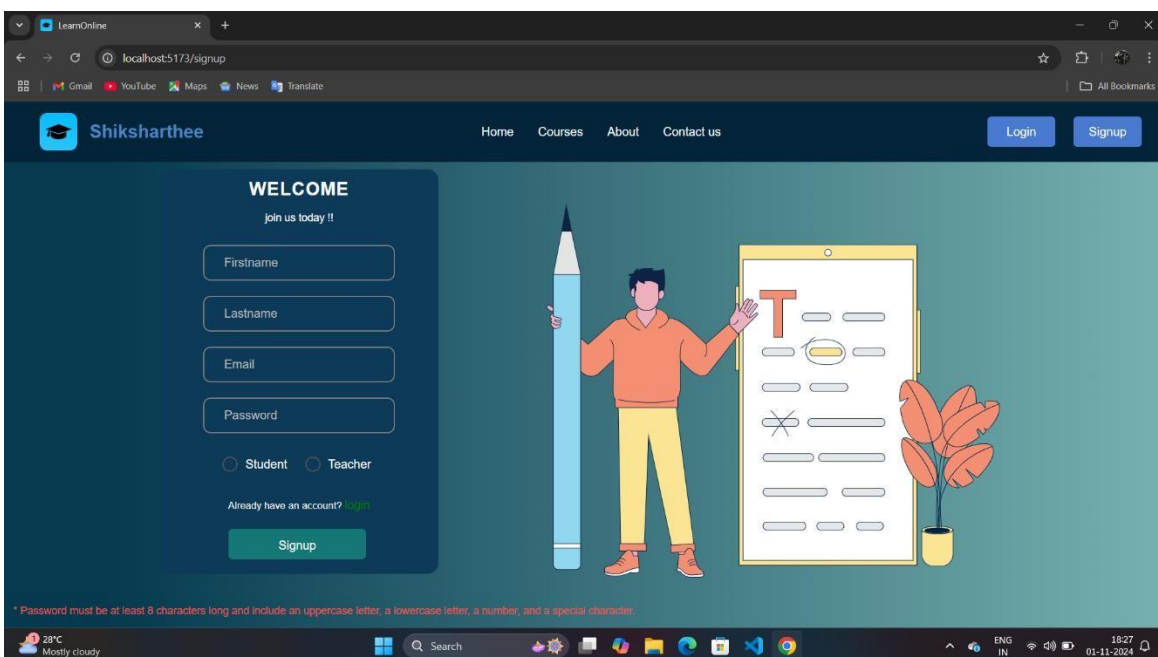 LearnOnline
localhost:5173/signup
Gmail YouTube Maps News Translate All Bookmarks
Shiksharthee Home Courses About Contact us Login Signup
WELCOME
join us today !!
Firstname
Lastname
Email
Password
Student Teacher
Already have an account? login
Signup
T
* Password must be at least 8 characters long and include an uppercase letter, a lowercase letter, a number, and a special character.
1
28°C
Mostly cloudy
Search
ENG
IN
18:27
01-11-2024